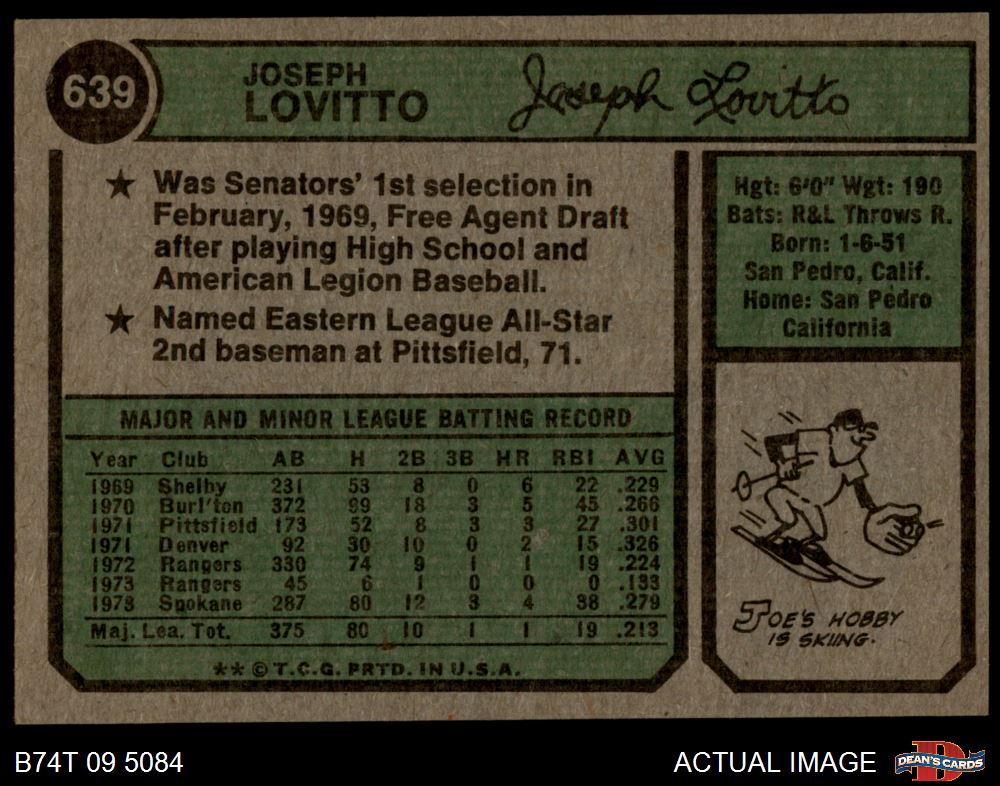 639
JOSEPH
LOVITTO
Joseph Lovitto
★ Was Senators' 1st selection in
February, 1969, Free Agent Draft
after playing High School and
American Legion Baseball.
★ Named Eastern League All-Star
2nd baseman at Pittsfield, 71.
Hgt: 6'0" Wgt: 190
Bats: R&L Throws R.
Born: 1-6-51
San Pedro, Calif.
Home: San Pedro
California
MAJOR AND MINOR LEAGUE BATTING RECORD
Year Club AB H 2B 3B HR RBI AVG
1969 Shelby 231 53 8 0 6 22 .229
1970 Burl'ton 372 99 18 3 5 45 .266
1971 Pittsfield 173 52 8 3 3 27 .301
1971 Denver 92 30 10 0 2 15 .326
1972 Rangers 330 74 9 1 1 19 .224
1973 Rangers 45 6 1 0 0 0 .133
1973 Spokane 287 80 12 3 4 38 .279
Maj. Lea. Tot. 375 80 10 1 1 19 .213
** © T.C.G. PRTD. IN U.S.A.
JOE'S HOBBY
IS SKIING.
B74T 09 5084
ACTUAL IMAGE
DEAN'S CARDS